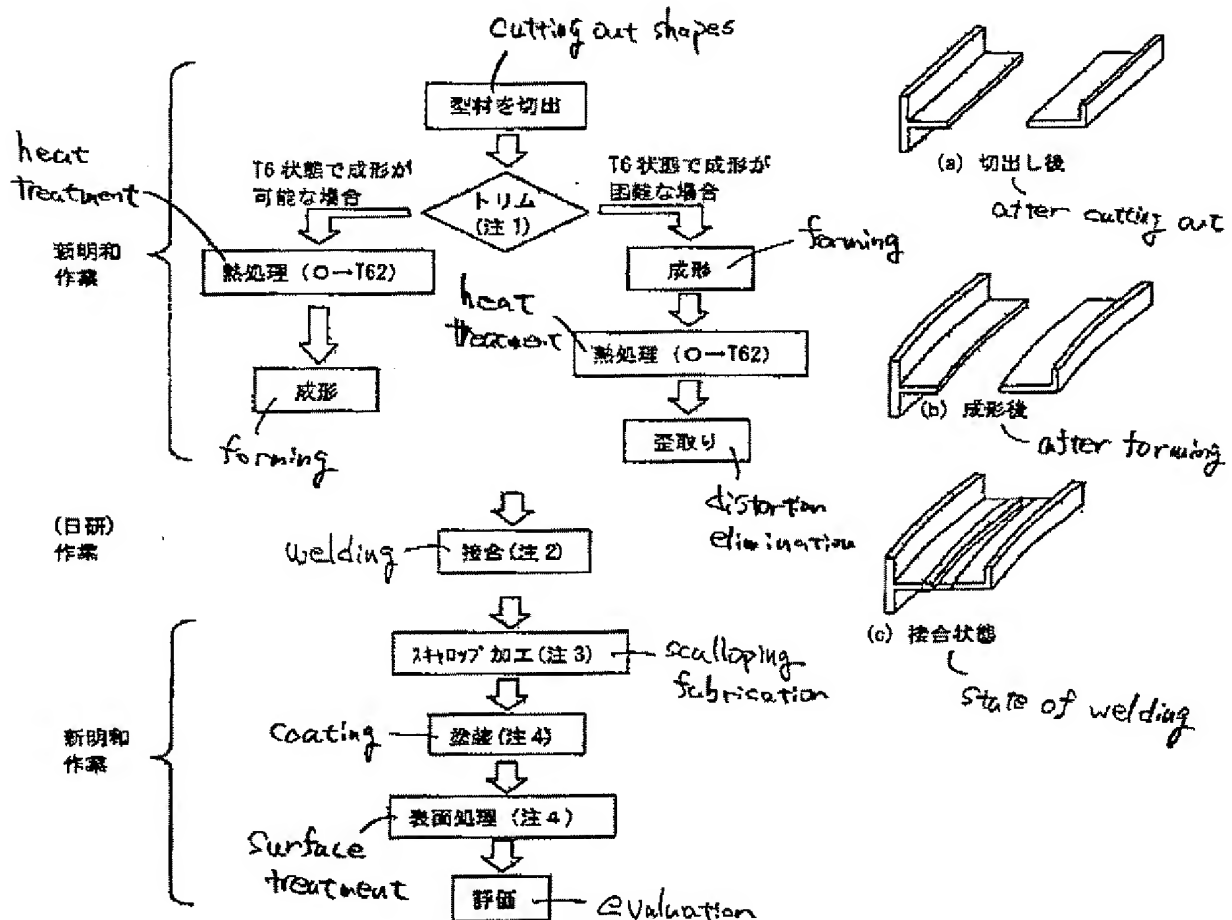 cutting out shapes
型材を切出
heat
treatment
T6 状態で成形が
可能な場合
T6 状態で成形が
困難な場合
トリム
(注1)
新明和
作業
熱処理 (O→T62)
成形
forming
成形
forming
heat
treatment
熱処理 (O→T62)
歪取り
distortion
elimination
(日研)
作業
welding
接合(注2)
新明和
作業
スキャロップ 加工(注3)
scalloping
fabrication
coating
塗装(注4)
表面処理 (注4)
surface
treatment
評価
evaluation
(a) 切出し後
after cutting out
(b) 成形後
after forming
(c) 接合状態
state of welding